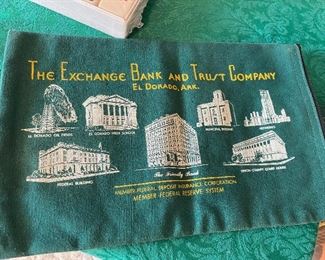 THE EXCHANGE BANK AND TRUST COMPANY
EL DORADO, ARK.
EL DORADO OIL FIELDS
EL DORADO HIGH SCHOOL
MUNICIPAL BUILDING
REFINERIES
FEDERAL BUILDING
The Friendly Bank
UNION COUNTY COURT HOUSE
MEMBER FEDERAL DEPOSIT INSURANCE CORPORATION
MEMBER FEDERAL RESERVE SYSTEM